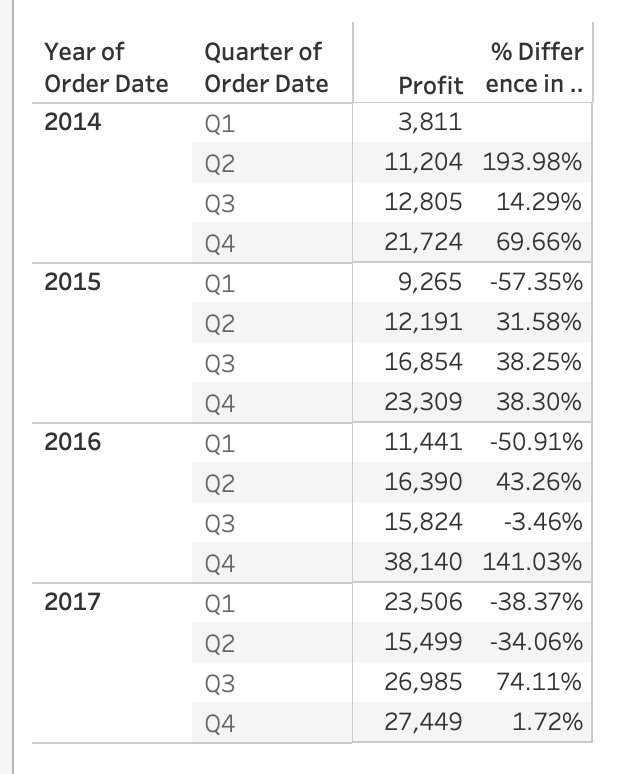 Year of Quarter of % Differ
Order Date Order Date Profit ence in ..
2014 Q1 3,811
Q2 11,204 193.98%
Q3 12,805 14.29%
Q4 21,724 69.66%
2015 Q1 9,265 -57.35%
Q2 12,191 31.58%
Q3 16,854 38.25%
Q4 23,309 38.30%
2016 Q1 11,441 -50.91%
Q2 16,390 43.26%
Q3 15,824 -3.46%
Q4 38,140 141.03%
2017 Q1 23,506 -38.37%
Q2 15,499 -34.06%
Q3 26,985 74.11%
Q4 27,449 1.72%